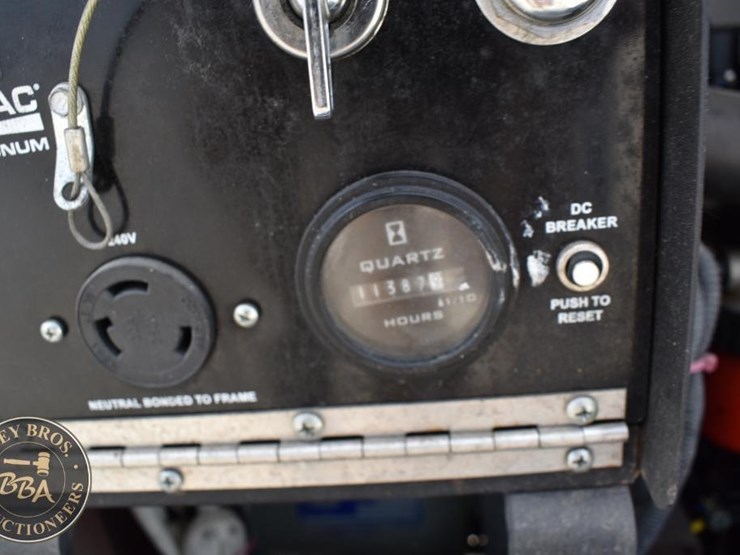 AC®
NUM
240V
NEUTRAL BONDED TO FRAME
QUARTZ
11387
1/10
HOURS
DC
BREAKER
PUSH TO
RESET
EY BROS.
BBA
CTIONEERS